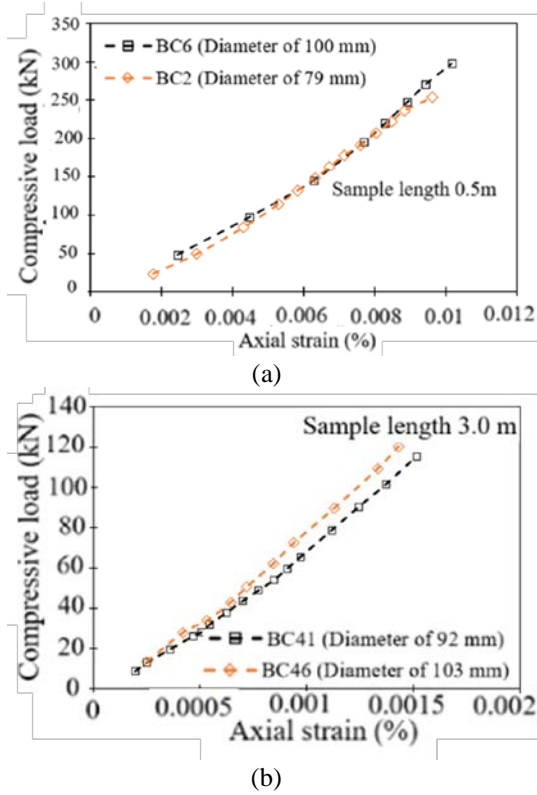 350
300
250
200
150
100
50
0
Compressive load (kN)
BC6 (Diameter of 100 mm)
BC2 (Diameter of 79 mm)
Sample length 0.5m
0 0.002 0.004 0.006 0.008 0.01 0.012
Axial strain (%)
(a)
140
120
100
80
60
40
20
0
Compressive load (kN)
Sample length 3.0 m
BC41 (Diameter of 92 mm)
BC46 (Diameter of 103 mm)
0 0.0005 0.001 0.0015 0.002
Axial strain (%)
(b)